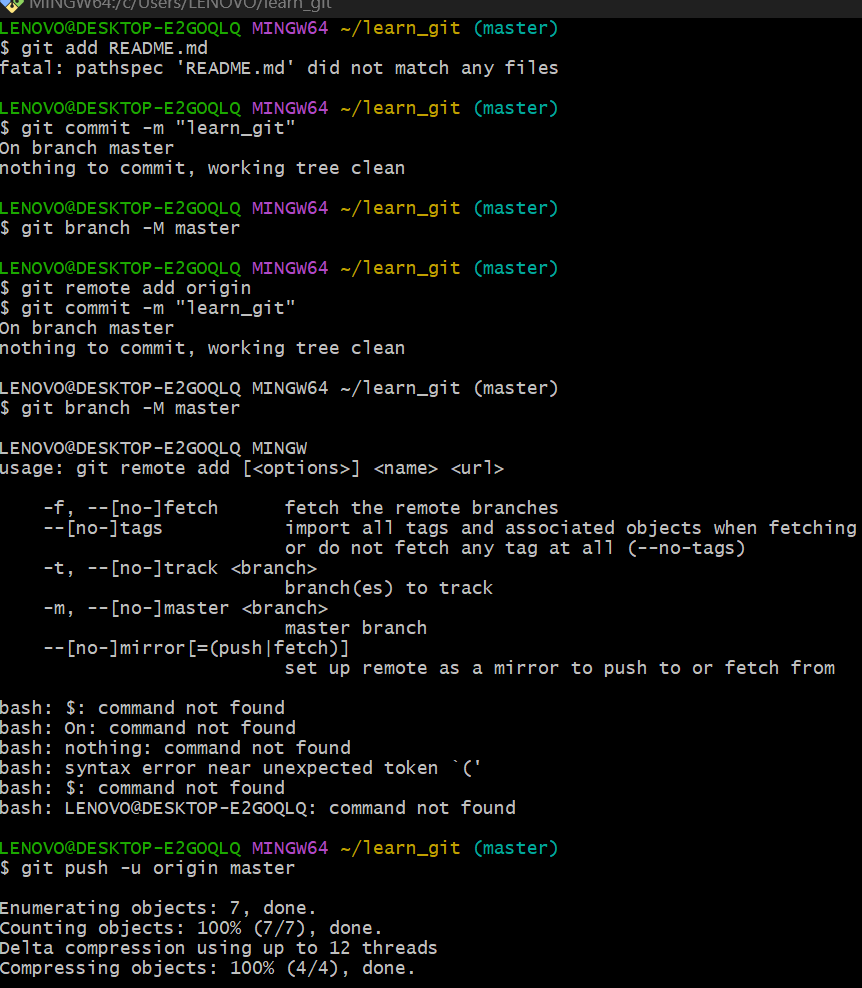 MINGW64:/c/Users/LENOVO/learn_git
LENOVO@DESKTOP-E2GOQLQ MINGW64 ~/learn_git (master)
$ git add README.md
fatal: pathspec 'README.md' did not match any files
LENOVO@DESKTOP-E2GOQLQ MINGW64 ~/learn_git (master)
$ git commit -m "learn_git"
On branch master
nothing to commit, working tree clean
LENOVO@DESKTOP-E2GOQLQ MINGW64 ~/learn_git (master)
$ git branch -M master
LENOVO@DESKTOP-E2GOQLQ MINGW64 ~/learn_git (master)
$ git remote add origin
$ git commit -m "learn_git"
On branch master
nothing to commit, working tree clean
LENOVO@DESKTOP-E2GOQLQ MINGW64 ~/learn_git (master)
$ git branch -M master
LENOVO@DESKTOP-E2GOQLQ MINGW
usage: git remote add [<options>] <name> <url>
-f, --[no-]fetch fetch the remote branches
--[no-]tags import all tags and associated objects when fetching
or do not fetch any tag at all (--no-tags)
-t, --[no-]track <branch>
branch(es) to track
-m, --[no-]master <branch>
master branch
--[no-]mirror[=(push|fetch)]
set up remote as a mirror to push to or fetch from
bash: $: command not found
bash: On: command not found
bash: nothing: command not found
bash: syntax error near unexpected token `('
bash: $: command not found
bash: LENOVO@DESKTOP-E2GOQLQ: command not found
LENOVO@DESKTOP-E2GOQLQ MINGW64 ~/learn_git (master)
$ git push -u origin master
Enumerating objects: 7, done.
Counting objects: 100% (7/7), done.
Delta compression using up to 12 threads
Compressing objects: 100% (4/4), done.